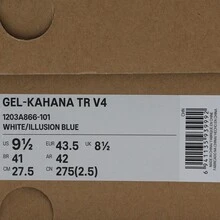 GEL-KAHANA TR V4
1203A866-101
WHITE/ILLUSION BLUE
US 9½ EUR 43.5 UK 8½
BR 41 AR 42
CM 27.5 CN 275(2.5)